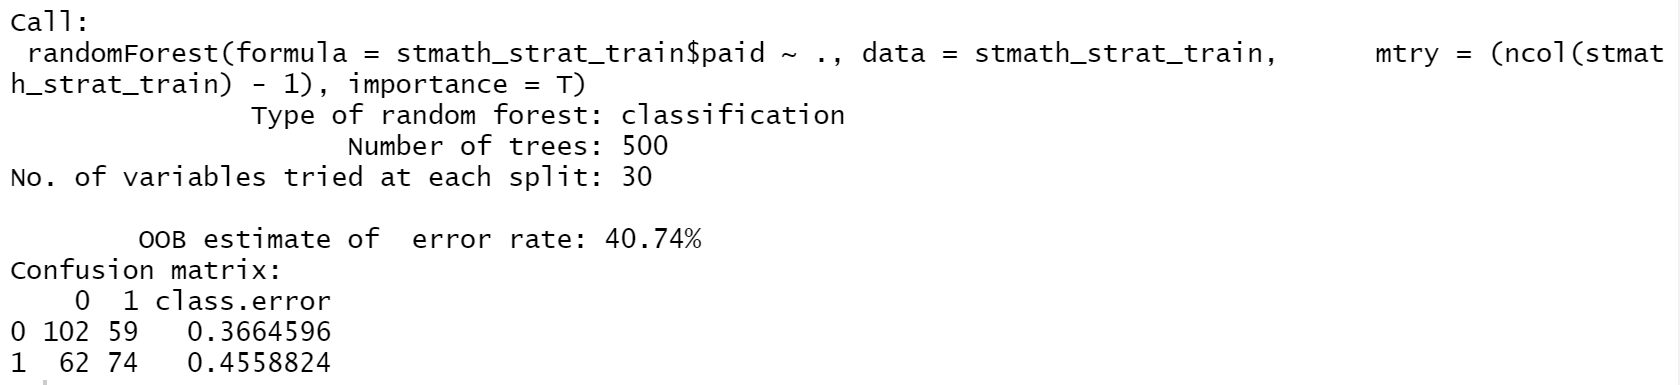 Call:
 randomForest(formula = stmath_strat_train$paid ~ ., data = stmath_strat_train,      mtry = (ncol(stmat
h_strat_train) - 1), importance = T)
               Type of random forest: classification
                     Number of trees: 500
No. of variables tried at each split: 30

        OOB estimate of  error rate: 40.74%
Confusion matrix:
    0  1 class.error
0 102 59   0.3664596
1  62 74   0.4558824